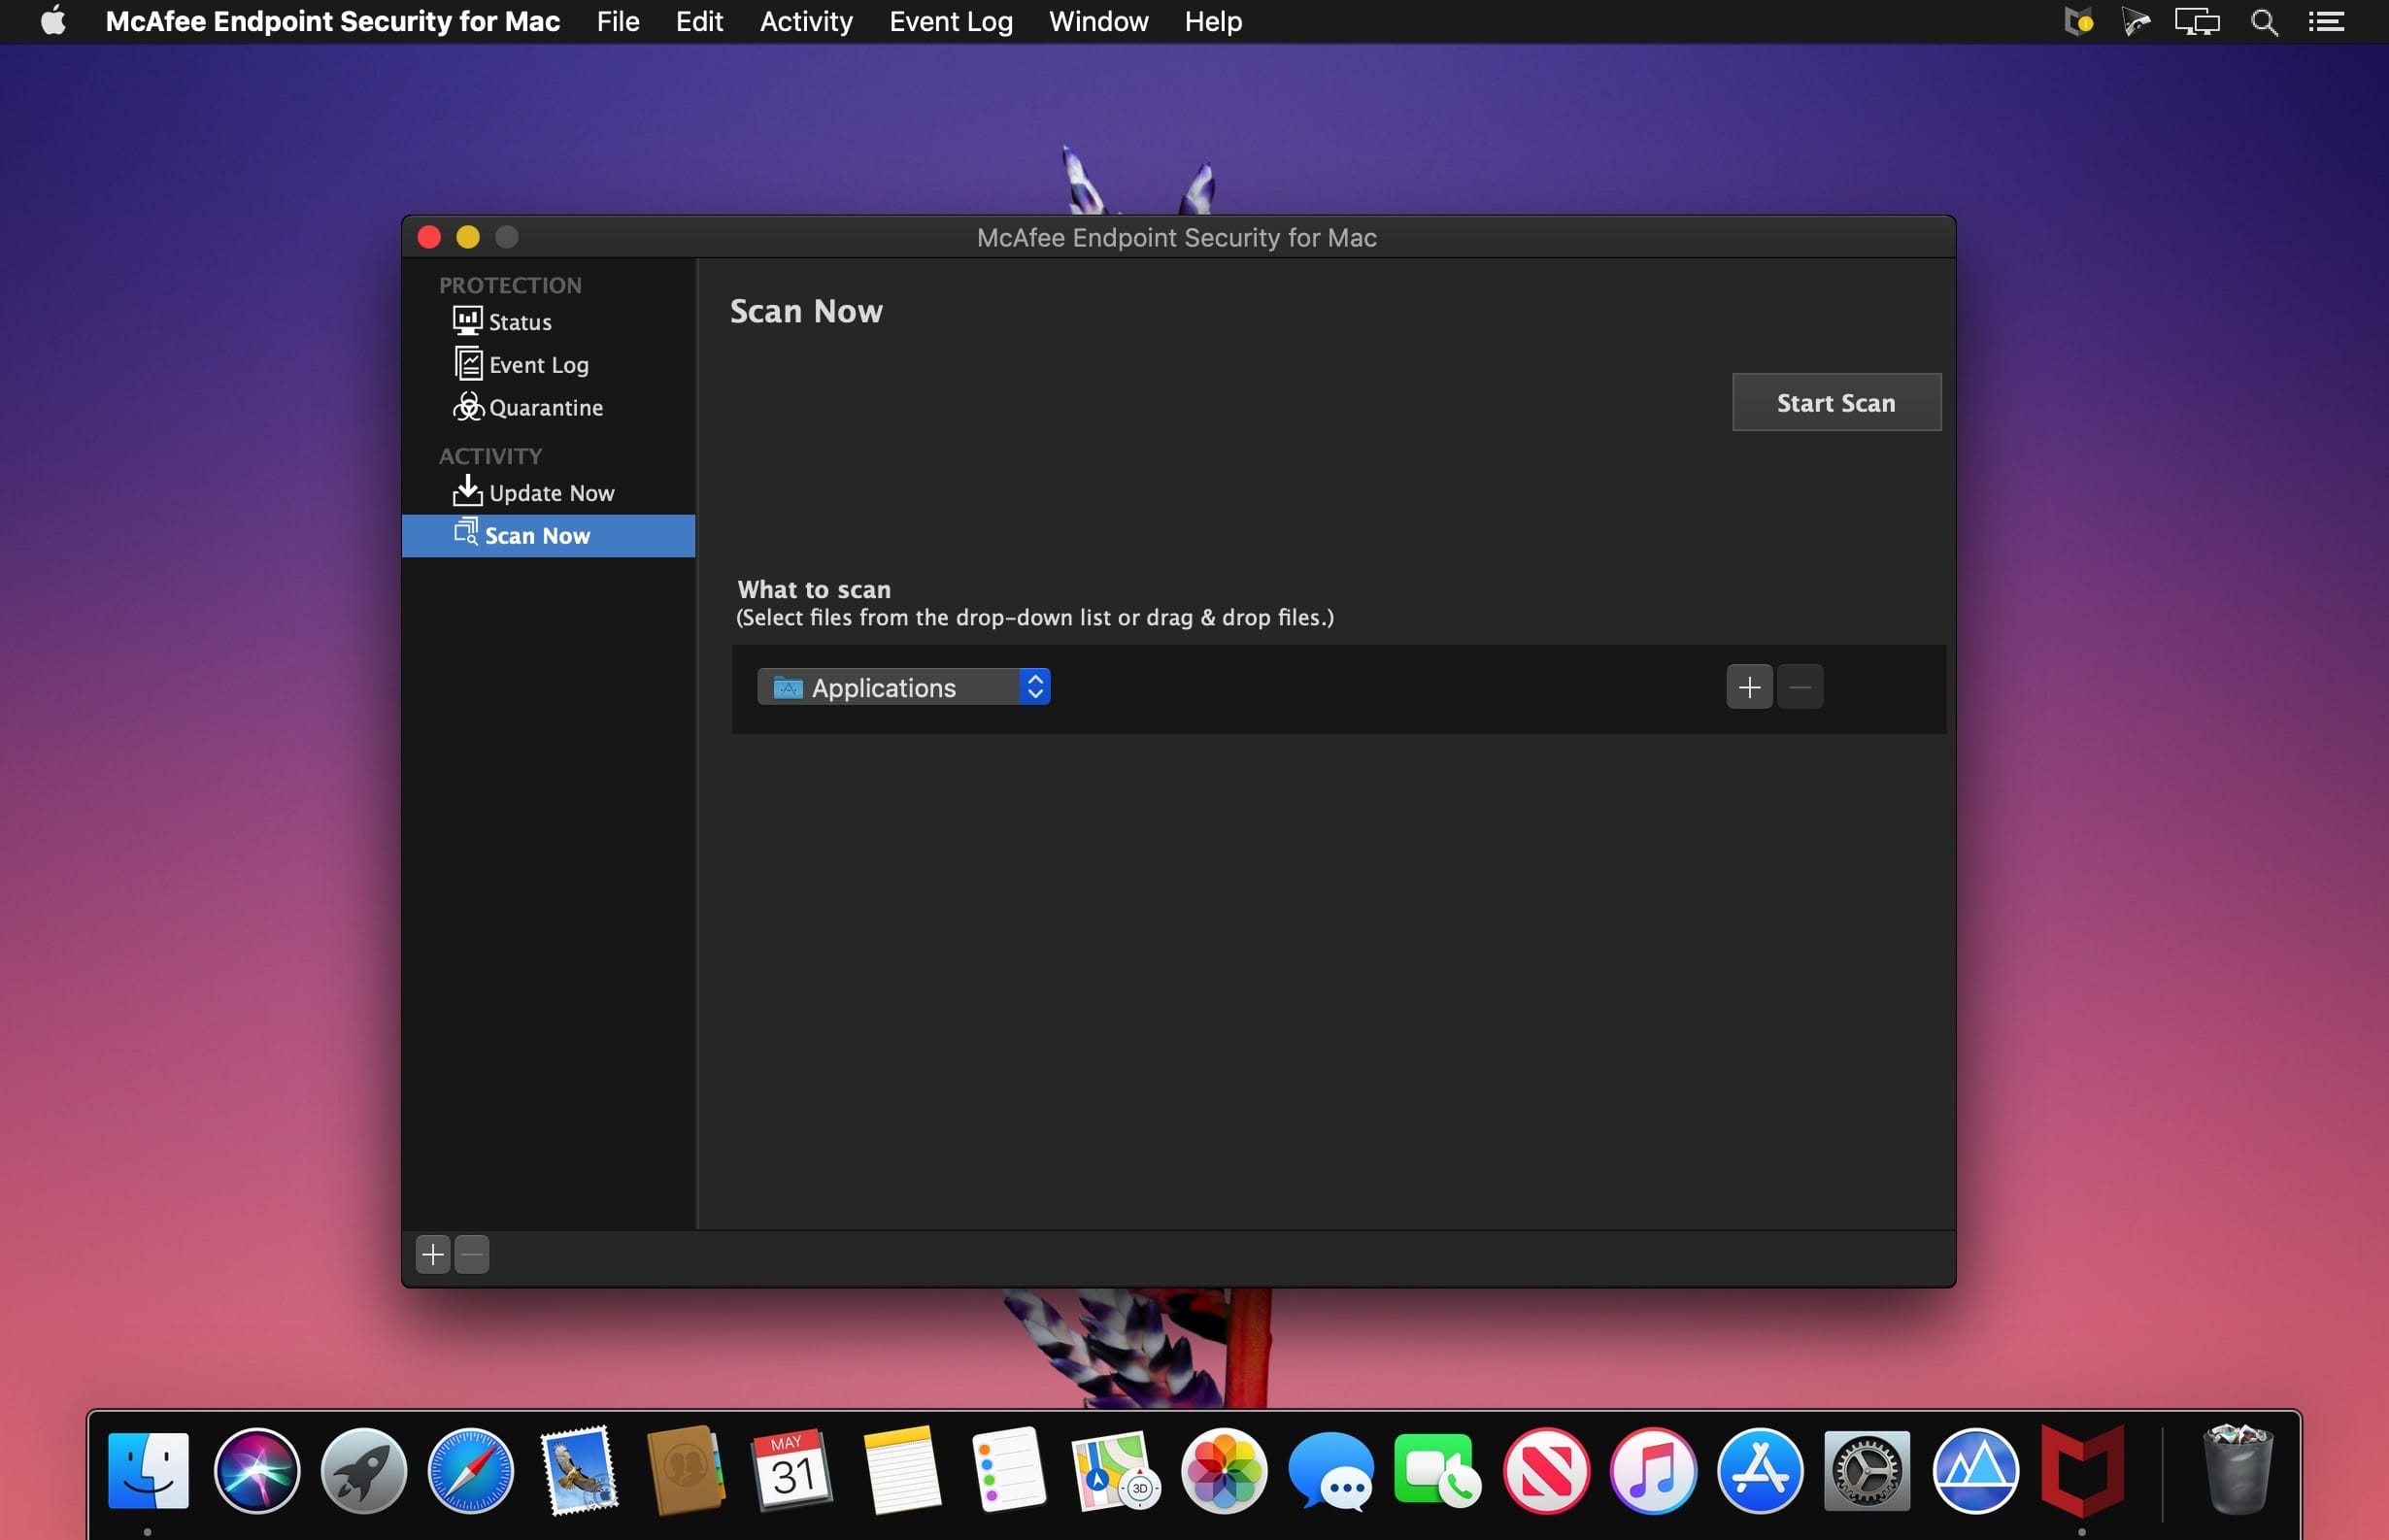 McAfee Endpoint Security for Mac File Edit Activity Event Log Window Help
McAfee Endpoint Security for Mac
PROTECTION
Status
Event Log
Quarantine
ACTIVITY
Update Now
Scan Now
Scan Now
Start Scan
What to scan
(Select files from the drop-down list or drag & drop files.)
Applications
MAY
31
3D